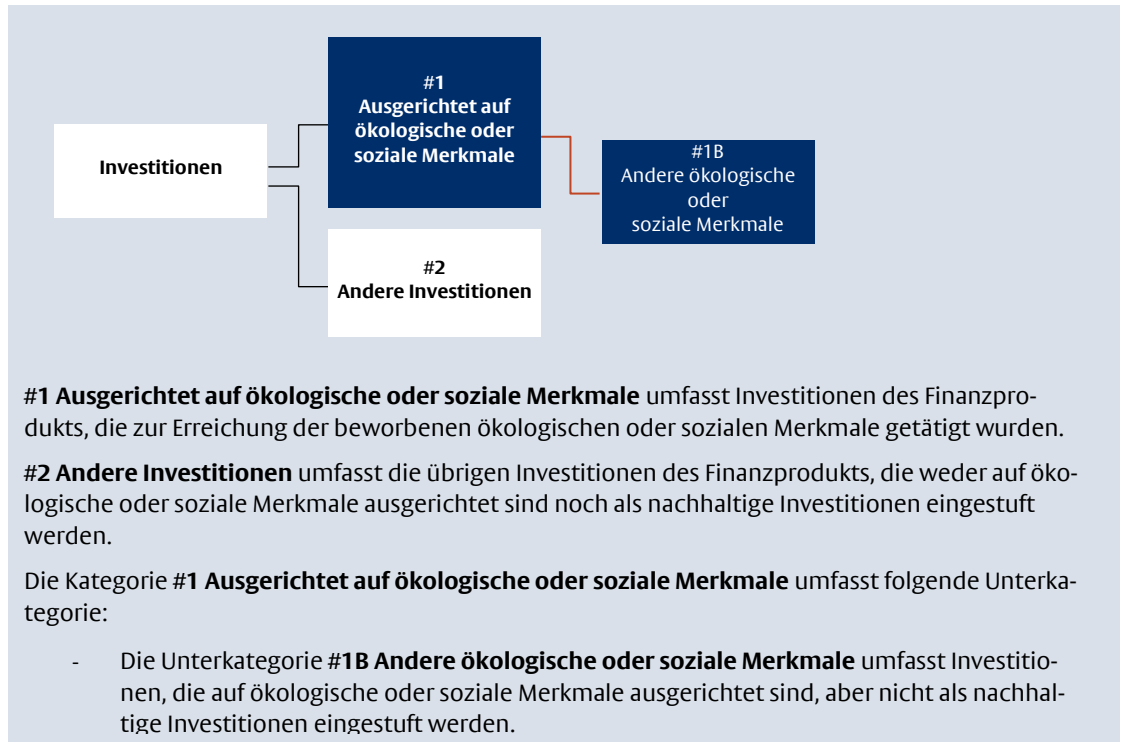 #1
Ausgerichtet auf
ökologische oder
soziale Merkmale
Investitionen
#1B
Andere ökologische
oder
soziale Merkmale
#2
Andere Investitionen
#1 Ausgerichtet auf ökologische oder soziale Merkmale umfasst Investitionen des Finanzpro-
dukts, die zur Erreichung der beworbenen ökologischen oder sozialen Merkmale getätigt wurden.
#2 Andere Investitionen umfasst die übrigen Investitionen des Finanzprodukts, die weder auf öko-
logische oder soziale Merkmale ausgerichtet sind noch als nachhaltige Investitionen eingestuft
werden.
Die Kategorie #1 Ausgerichtet auf ökologische oder soziale Merkmale umfasst folgende Unterka-
tegorie:
- Die Unterkategorie #1B Andere ökologische oder soziale Merkmale umfasst Investitio-
nen, die auf ökologische oder soziale Merkmale ausgerichtet sind, aber nicht als nachhal-
tige Investitionen eingestuft werden.